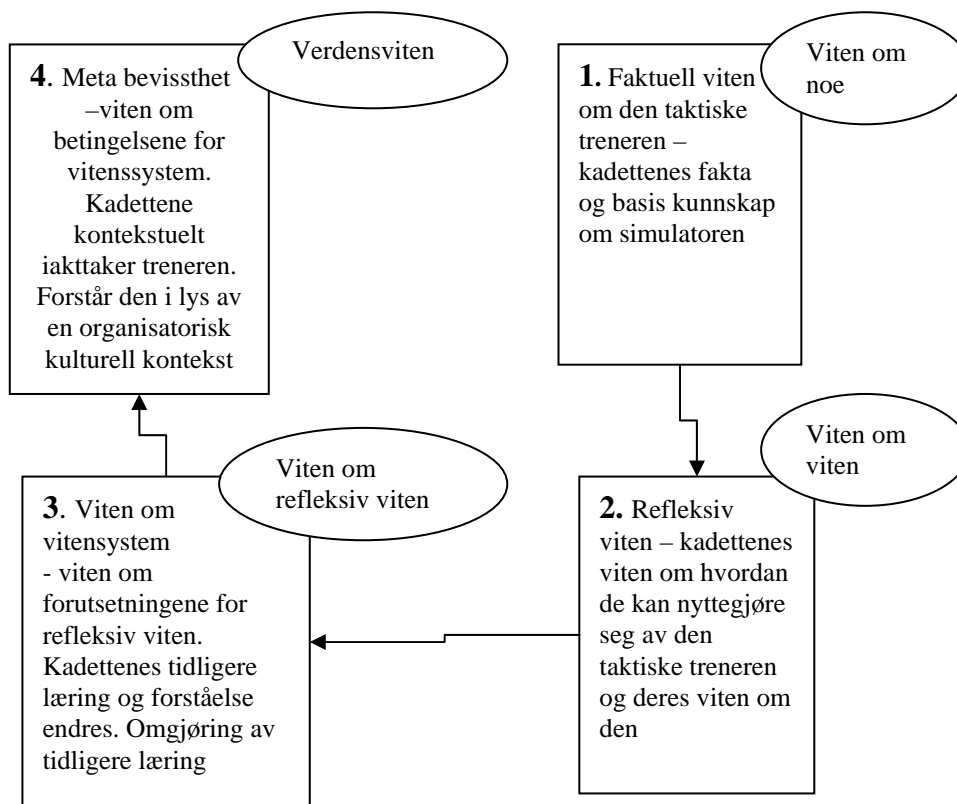 Viten om
noe
1. Faktuell viten
om den taktiske
treneren –
kadettenes fakta
og basis kunnskap
om simulatoren
Viten om
viten
2. Refleksiv
viten – kadettenes
viten om hvordan
de kan nyttegjøre
seg av den
taktiske treneren
og deres viten om
den
Viten om
refleksiv viten
3. Viten om
vitensystem
- viten om
forutsetningene for
refleksiv viten.
Kadettenes tidligere
læring og forståelse
endres. Omgjøring av
tidligere læring
Verdensviten
4. Meta bevissthet
–viten om
betingelsene for
vitenssystem.
Kadettene
kontekstuelt
iakttaker treneren.
Forstår den i lys av
en organisatorisk
kulturell kontekst